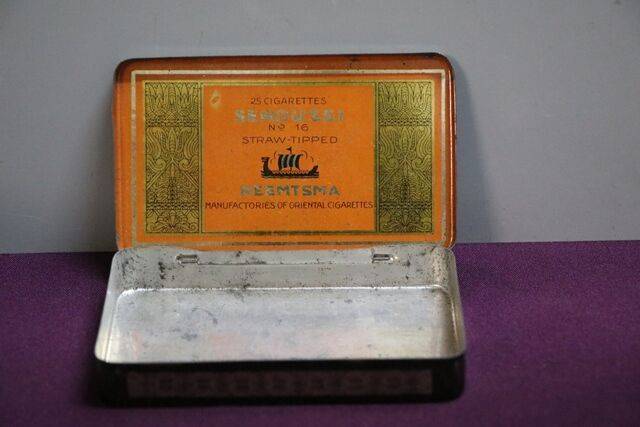 25 CIGARETTES
SENOUSSI
Nº 16
STRAW-TIPPED
REEMTSMA
MANUFACTORIES OF ORIENTAL CIGARETTES